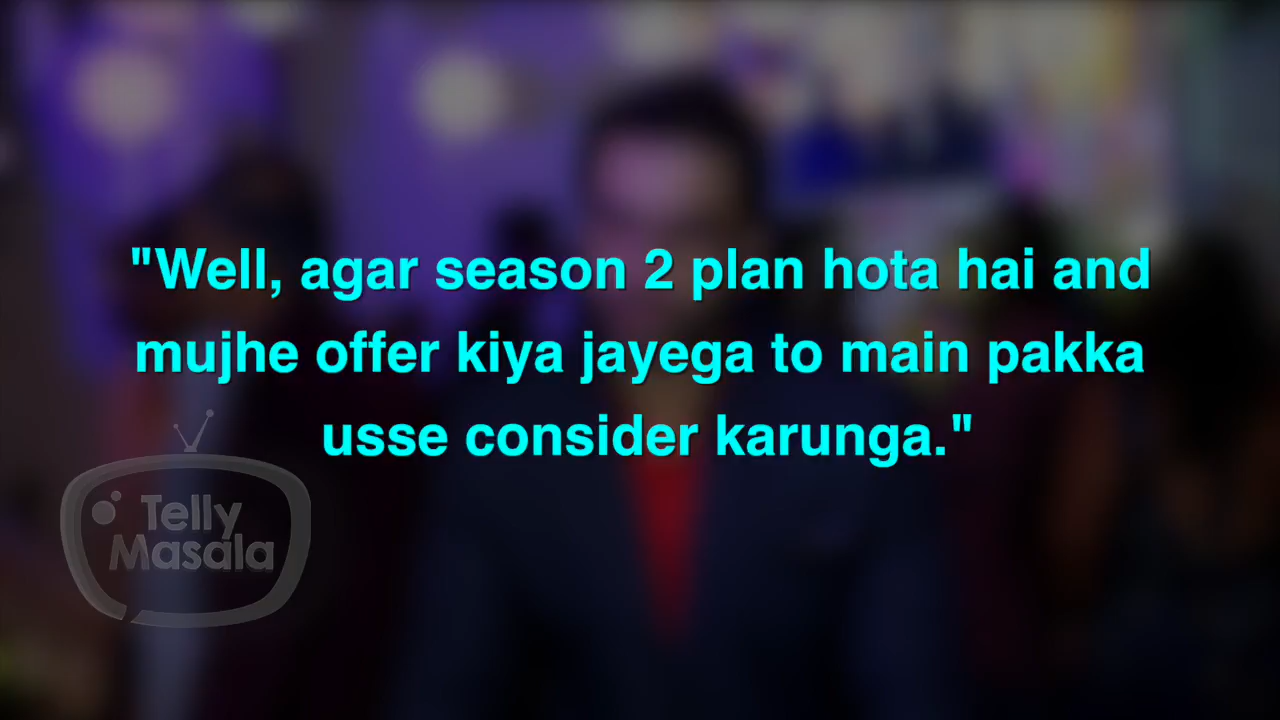 "Well, agar season 2 plan hota hai and
mujhe offer kiya jayega to main pakka
usse consider karunga."
Telly
Masala